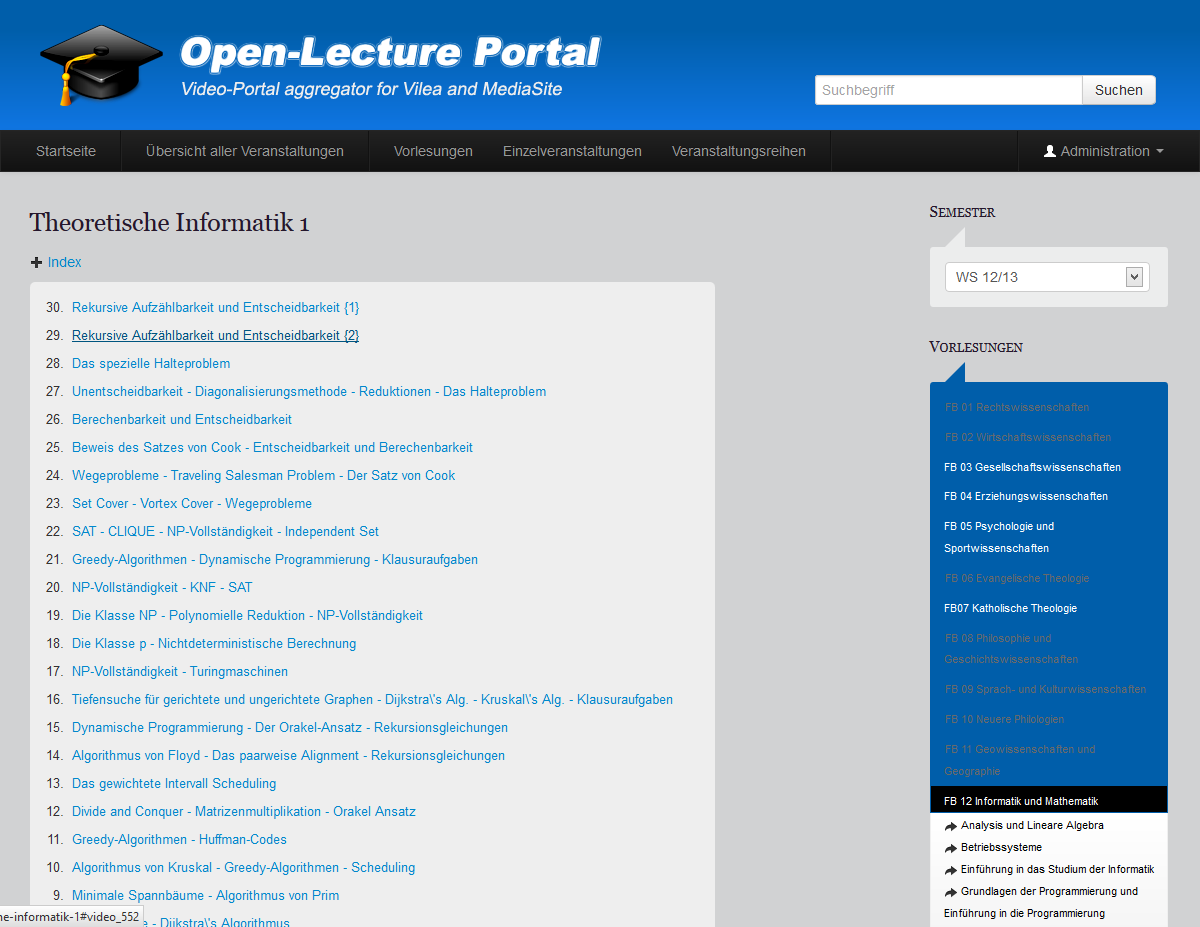 Open-Lecture Portal
Video-Portal aggregator for Vilea and MediaSite
Suchbegriff
Suchen
Startseite
Übersicht aller Veranstaltungen
Vorlesungen
Einzelveranstaltungen
Veranstaltungsreihen
Administration
Theoretische Informatik 1
Index
30. Rekursive Aufzählbarkeit und Entscheidbarkeit {1}
29. Rekursive Aufzählbarkeit und Entscheidbarkeit {2}
28. Das spezielle Halteproblem
27. Unentscheidbarkeit - Diagonalisierungsmethode - Reduktionen - Das Halteproblem
26. Berechenbarkeit und Entscheidbarkeit
25. Beweis des Satzes von Cook - Entscheidbarkeit und Berechenbarkeit
24. Wegeprobleme - Traveling Salesman Problem - Der Satz von Cook
23. Set Cover - Vortex Cover - Wegeprobleme
22. SAT - CLIQUE - NP-Vollständigkeit - Independent Set
21. Greedy-Algorithmen - Dynamische Programmierung - Klausuraufgaben
20. NP-Vollständigkeit - KNF - SAT
19. Die Klasse NP - Polynomielle Reduktion - NP-Vollständigkeit
18. Die Klasse p - Nichtdeterministische Berechnung
17. NP-Vollständigkeit - Turingmaschinen
16. Tiefensuche für gerichtete und ungerichtete Graphen - Dijkstra\'s Alg. - Kruskal\'s Alg. - Klausuraufgaben
15. Dynamische Programmierung - Der Orakel-Ansatz - Rekursionsgleichungen
14. Algorithmus von Floyd - Das paarweise Alignment - Rekursionsgleichungen
13. Das gewichtete Intervall Scheduling
12. Divide and Conquer - Matrizenmultiplikation - Orakel Ansatz
11. Greedy-Algorithmen - Huffman-Codes
10. Algorithmus von Kruskal - Greedy-Algorithmen - Scheduling
9. Minimale Spannbäume - Algorithmus von Prim
e - Dijkstra\'s Algorithmus
ne-informatik-1#video_552
Semester
WS 12/13
Vorlesungen
FB 01 Rechtswissenschaften
FB 02 Wirtschaftswissenschaften
FB 03 Gesellschaftswissenschaften
FB 04 Erziehungswissenschaften
FB 05 Psychologie und
Sportwissenschaften
FB 06 Evangelische Theologie
FB07 Katholische Theologie
FB 08 Philosophie und
Geschichtswissenschaften
FB 09 Sprach- und Kulturwissenschaften
FB 10 Neuere Philologien
FB 11 Geowissenschaften und
Geographie
FB 12 Informatik und Mathematik
Analysis und Lineare Algebra
Betriebssysteme
Einführung in das Studium der Informatik
Grundlagen der Programmierung und
Einführung in die Programmierung